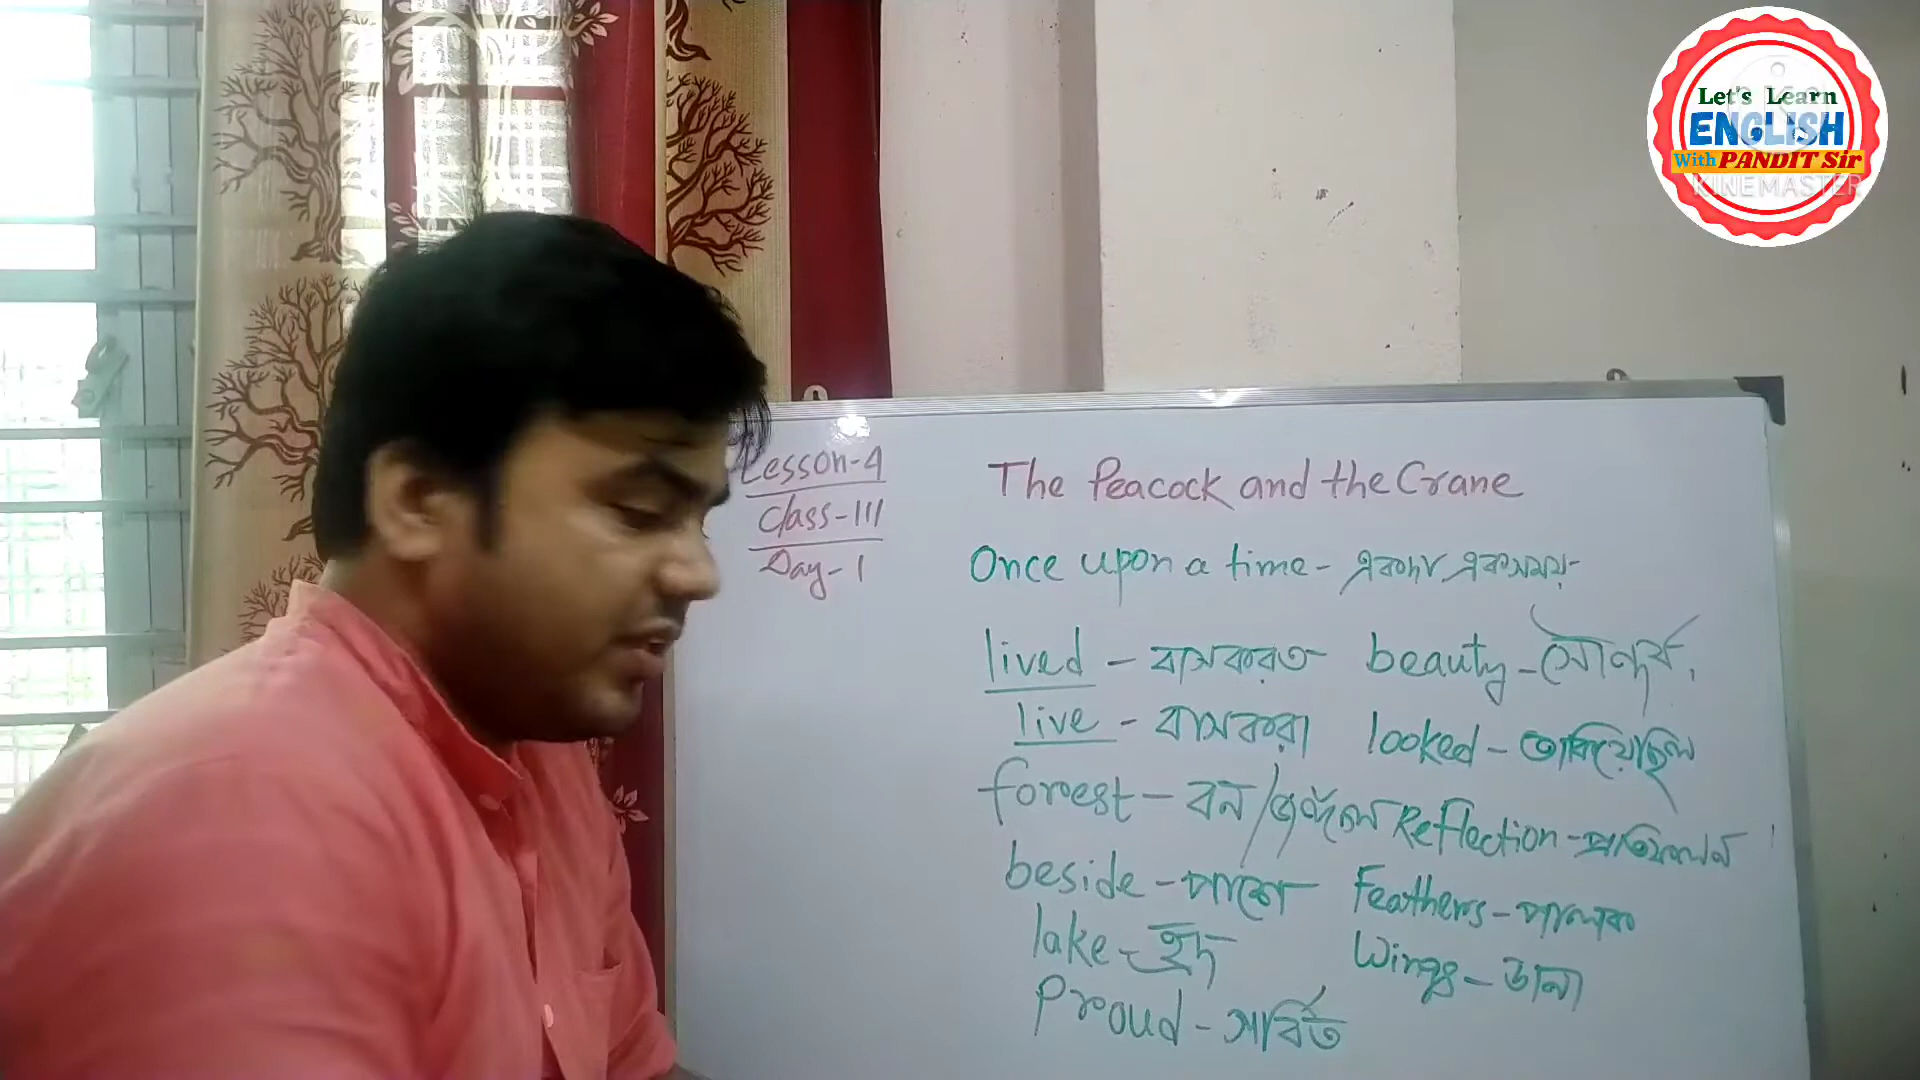 Let's Learn
ENGLISH
With PANDIT Sir
KINEMASTER
Lesson-4
Class-III
Day-1
The Peacock and the Crane
Once upon a time - একদা একসময়
lived - বাসকরত
live - বাসকরা
forest - বন/জঙ্গল
beside - পাশে
lake - হ্রদ
Proud - গর্বিত
beauty - সৌন্দর্য
looked - তাকিয়েছিল
Reflection - প্রতিফলন
Feathers - পালক
Wings - ডানা